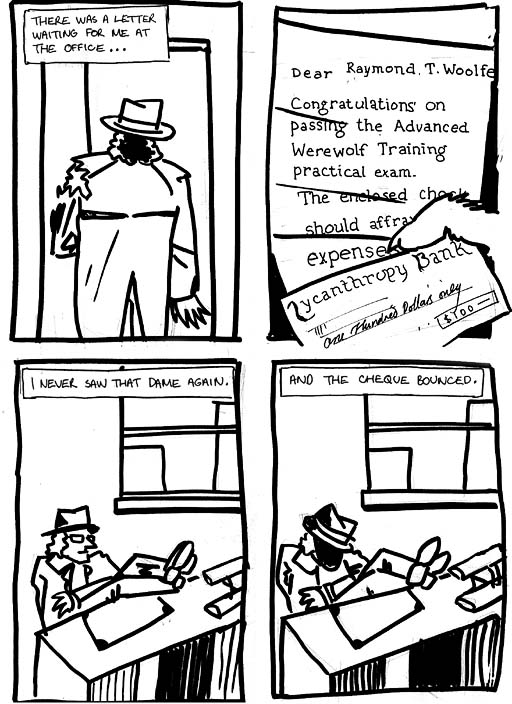 THERE WAS A LETTER
WAITING FOR ME AT
THE OFFICE...
Dear Raymond. T. Woolfe
Congratulations on
passing the Advanced
Werewolf Training
practical exam.
The enclosed check
should affray
expense
Lycanthropy Bank
One Hundred Dollars only
$100—
I NEVER SAW THAT DAME AGAIN.
AND THE CHEQUE BOUNCED.